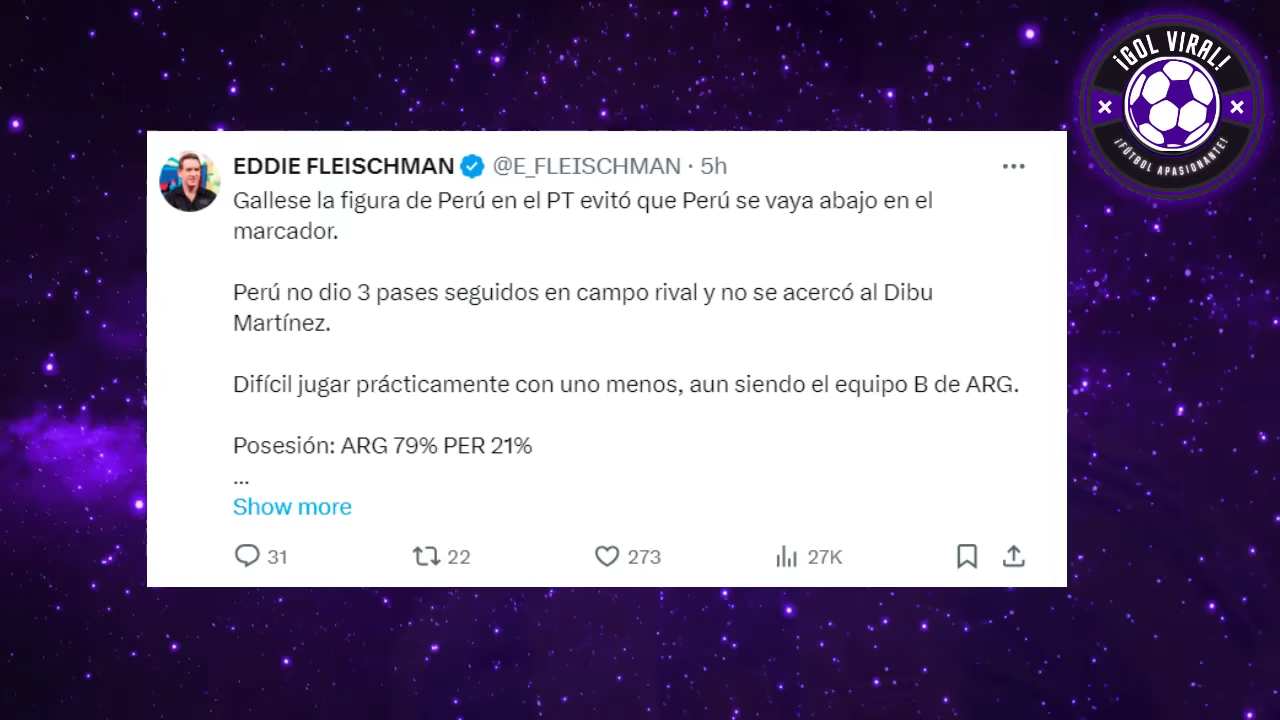 ¡GOL VIRAL!
¡FÚTBOL APASIONANTE!
EDDIE FLEISCHMAN @E_FLEISCHMAN · 5h
Gallese la figura de Perú en el PT evitó que Perú se vaya abajo en el
marcador.
Perú no dio 3 pases seguidos en campo rival y no se acercó al Dibu
Martínez.
Difícil jugar prácticamente con uno menos, aun siendo el equipo B de ARG.
Posesión: ARG 79% PER 21%
...
Show more
31 22 273 27K